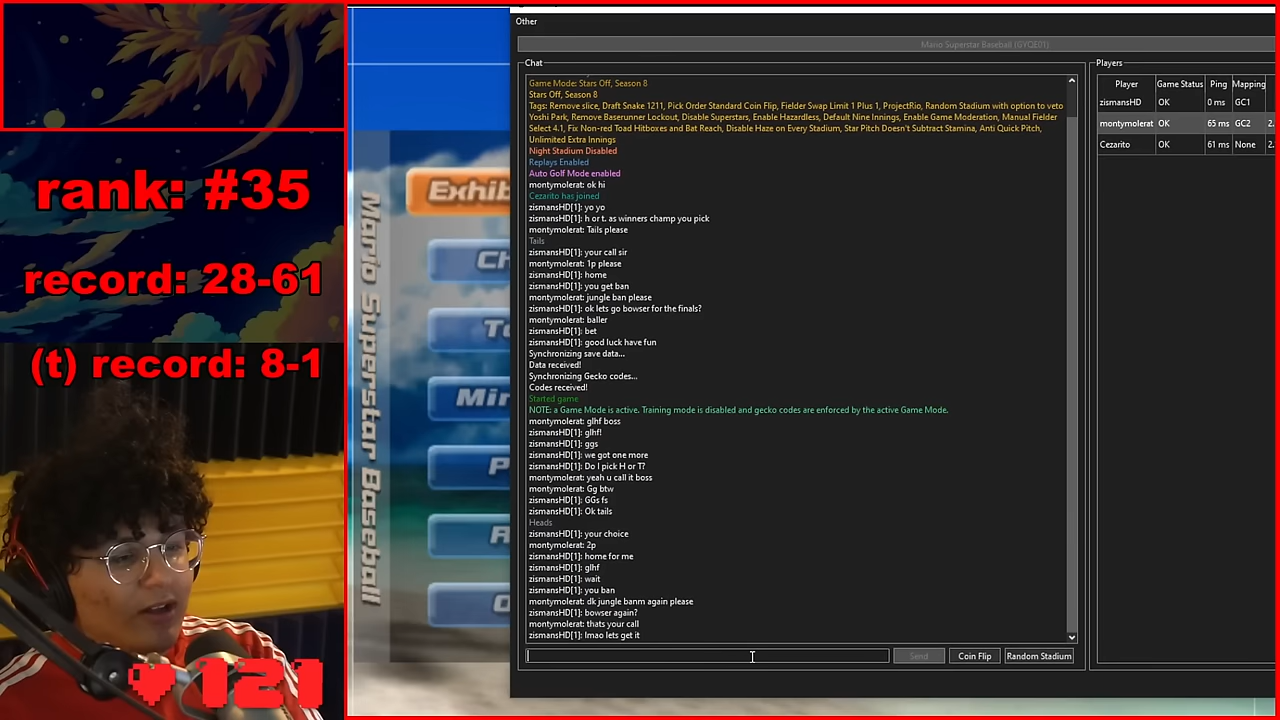 Other
Mario Superstar Baseball (GYQE01)
Chat
Players
Game Mode: Stars Off, Season 8
Stars Off, Season 8
Tags: Remove slice, Draft Snake 1211, Pick Order Standard Coin Flip, Fielder Swap Limit 1 Plus 1, ProjectRio, Random Stadium with option to veto
Yoshi Park, Remove Baserunner Lockout, Disable Superstars, Enable Hazardless, Default Nine Innings, Enable Game Moderation, Manual Fielder
Select 4.1, Fix Non-red Toad Hitboxes and Bat Reach, Disable Haze on Every Stadium, Star Pitch Doesn't Subtract Stamina, Anti Quick Pitch,
Unlimited Extra Innings
Night Stadium Disabled
Replays Enabled
Auto Golf Mode enabled
montymolerat: ok hi
Cezarito has joined
zismansHD[1]: yo yo
zismansHD[1]: h or t. as winners champ you pick
montymolerat: Tails please
Tails
zismansHD[1]: your call sir
montymolerat: 1p please
zismansHD[1]: home
zismansHD[1]: you get ban
montymolerat: jungle ban please
zismansHD[1]: ok lets go bowser for the finals?
montymolerat: baller
zismansHD[1]: bet
zismansHD[1]: good luck have fun
Synchronizing save data...
Data received!
Synchronizing Gecko codes...
Codes received!
Started game
NOTE: a Game Mode is active. Training mode is disabled and gecko codes are enforced by the active Game Mode.
montymolerat: glhf boss
zismansHD[1]: glhf!
zismansHD[1]: ggs
zismansHD[1]: we got one more
zismansHD[1]: Do I pick H or T?
montymolerat: yeah u call it boss
montymolerat: Gg btw
zismansHD[1]: GGs fs
zismansHD[1]: Ok tails
Heads
zismansHD[1]: your choice
montymolerat: 2p
zismansHD[1]: home for me
zismansHD[1]: glhf
zismansHD[1]: wait
zismansHD[1]: you ban
montymolerat: dk jungle banm again please
zismansHD[1]: bowser again?
montymolerat: thats your call
zismansHD[1]: lmao lets get it
Send
Coin Flip
Random Stadium
Player Game Status Ping Mapping
zismansHD OK 0 ms GC1
montymolerat OK 65 ms GC2 2.
Cezarito OK 61 ms None 2.
rank: #35
record: 28-61
(t) record: 8-1
121
Mario Superstar Baseball
Exhib
CH
To
Min
P